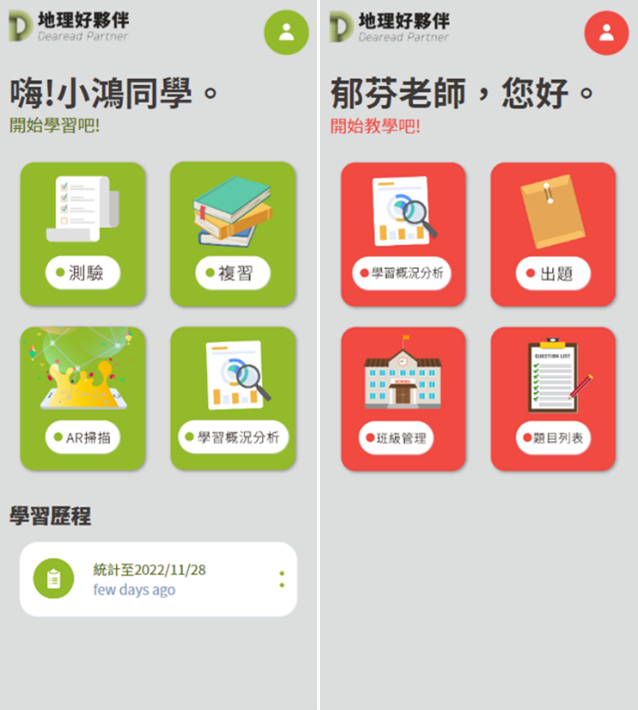 地理好夥伴
Dearead Partner
嗨!小鴻同學。
開始學習吧!
測驗
複習
AR掃描
學習概況分析
學習歷程
統計至2022/11/28
few days ago
地理好夥伴
Dearead Partner
郁芬老師，您好。
開始教學吧!
學習概況分析
出題
SCHOOL
班級管理
QUESTION LIST
題目列表